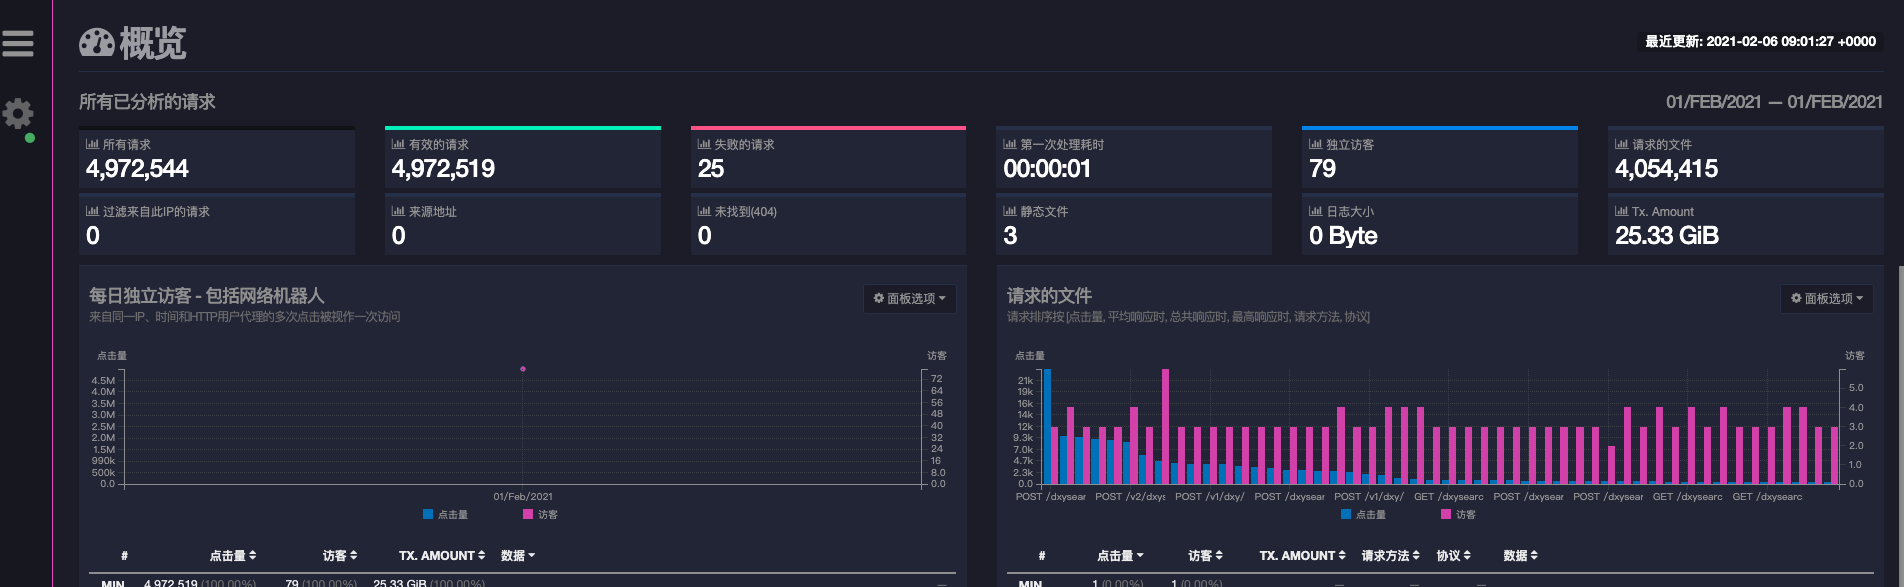 概览
最近更新: 2021-02-06 09:01:27 +0000
所有已分析的请求
01/FEB/2021 — 01/FEB/2021
所有请求
4,972,544
有效的请求
4,972,519
失败的请求
25
第一次处理耗时
00:00:01
独立访客
79
请求的文件
4,054,415
过滤来自此IP的请求
0
来源地址
0
未找到(404)
0
静态文件
3
日志大小
0 Byte
Tx. Amount
25.33 GiB
每日独立访客 - 包括网络机器人
来自同一IP、时间和HTTP用户代理的多次点击被视作一次访问
面板选项
点击量
访客
4.5M
4.0M
3.5M
3.0M
2.5M
2.0M
1.5M
990k
500k
0.0
72
64
56
48
40
32
24
16
8.0
0.0
01/Feb/2021
点击量 访客
# 点击量 访客 TX. AMOUNT 数据
MIN 4,972,519 (100.00%) 79 (100.00%) 25.33 GiB (100.00%) —
请求的文件
请求排序按 [点击量, 平均响应时, 总共响应时, 最高响应时, 请求方法, 协议]
面板选项
点击量
访客
21k
19k
16k
14k
12k
9.3k
7.0k
4.7k
2.3k
0.0
5.0
4.0
3.0
2.0
1.0
0.0
POST /dxysear POST /v2/dxys POST /v1/dxy/ POST /dxysear POST /v1/dxy/ GET /dxysearc POST /dxysear POST /dxysear GET /dxysearc GET /dxysearc
点击量 访客
# 点击量 访客 TX. AMOUNT 请求方法 协议 数据
MIN 1 (0.00%) 1 (0.00%) — — —